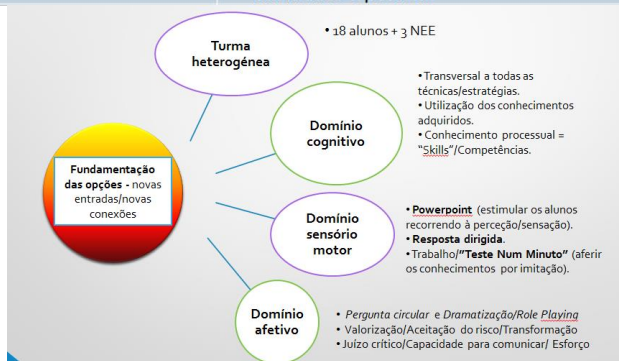 Turma
heterogénea
• 18 alunos + 3 NEE
Fundamentação
das opções - novas
entradas/novas
conexões
Domínio
cognitivo
• Transversal a todas as
técnicas/estratégias.
• Utilização dos conhecimentos
adquiridos.
• Conhecimento processual =
“Skills”/Competências.
Domínio
sensório
motor
• Powerpoint (estimular os alunos
recorrendo à perceção/sensação).
• Resposta dirigida.
• Trabalho/“Teste Num Minuto” (aferir
os conhecimentos por imitação).
Domínio
afetivo
• Pergunta circular e Dramatização/Role Playing
• Valorização/Aceitação do risco/Transformação
• Juízo crítico/Capacidade para comunicar/ Esforço